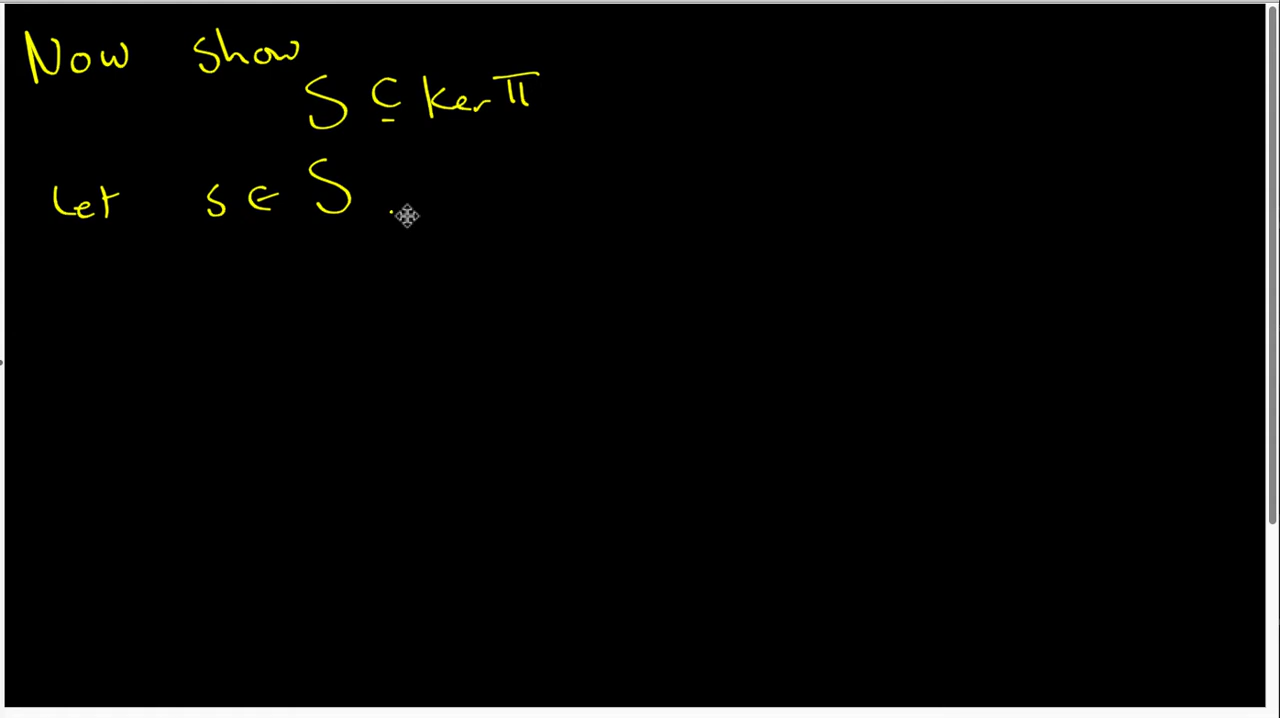 Now show
S ⊆ Ker π
Let s ∈ S .